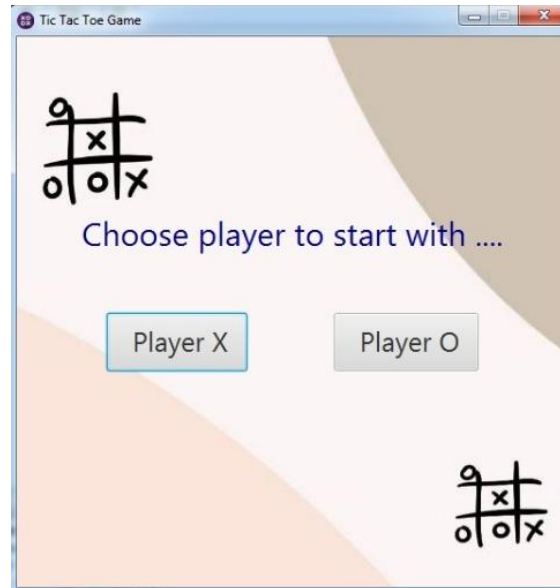 Tic Tac Toe Game
O
X
O O X
Choose player to start with ....
Player X
Player O
O
X
O O X